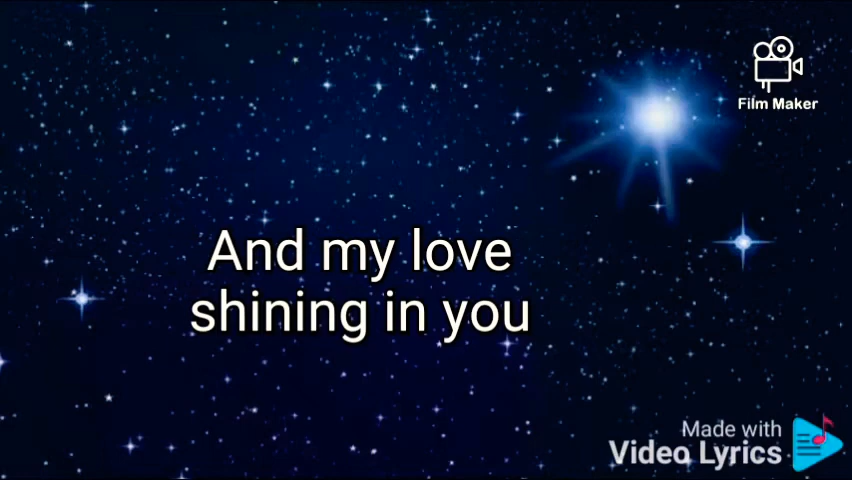 Film Maker
And my love
shining in you
Made with
Video Lyrics